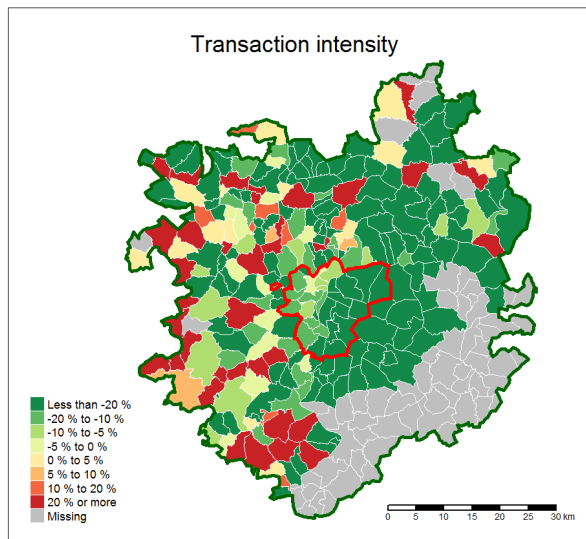 Transaction intensity
Less than -20 %
-20 % to -10 %
-10 % to -5 %
-5 % to 0 %
0 % to 5 %
5 % to 10 %
10 % to 20 %
20 % or more
Missing
0 5 10 15 20 25 30 km